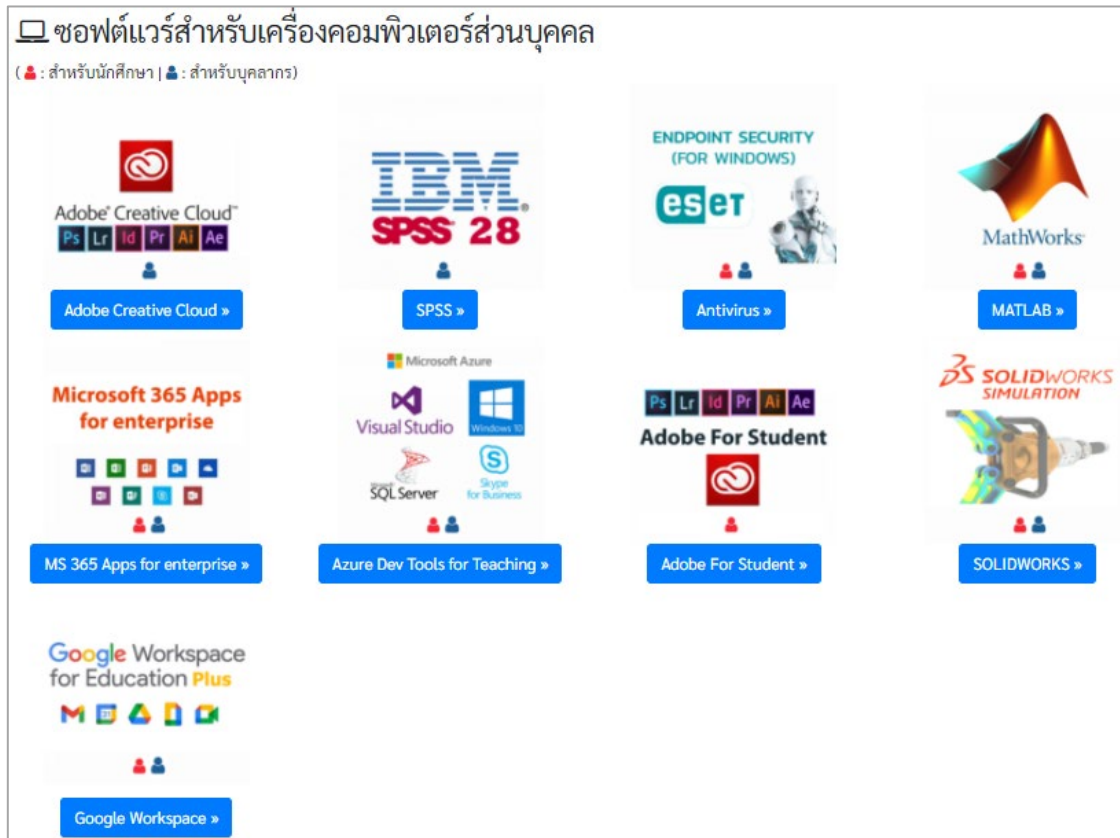 ซอฟต์แวร์สำหรับเครื่องคอมพิวเตอร์ส่วนบุคคล
( : สำหรับนักศึกษา | : สำหรับบุคลากร)
Adobe® Creative Cloud™
Ps Lr Id Pr Ai Ae
Adobe Creative Cloud »
IBM®
SPSS 28
SPSS »
ENDPOINT SECURITY
(FOR WINDOWS)
eseT
Antivirus »
MathWorks
MATLAB »
Microsoft 365 Apps
for enterprise
MS 365 Apps for enterprise »
Microsoft Azure
Visual Studio
Windows 10
Microsoft SQL Server
Skype
for Business
Azure Dev Tools for Teaching »
Ps Lr Id Pr Ai Ae
Adobe For Student
Adobe For Student »
SOLIDWORKS
SIMULATION
SOLIDWORKS »
Google Workspace
for Education Plus
Google Workspace »